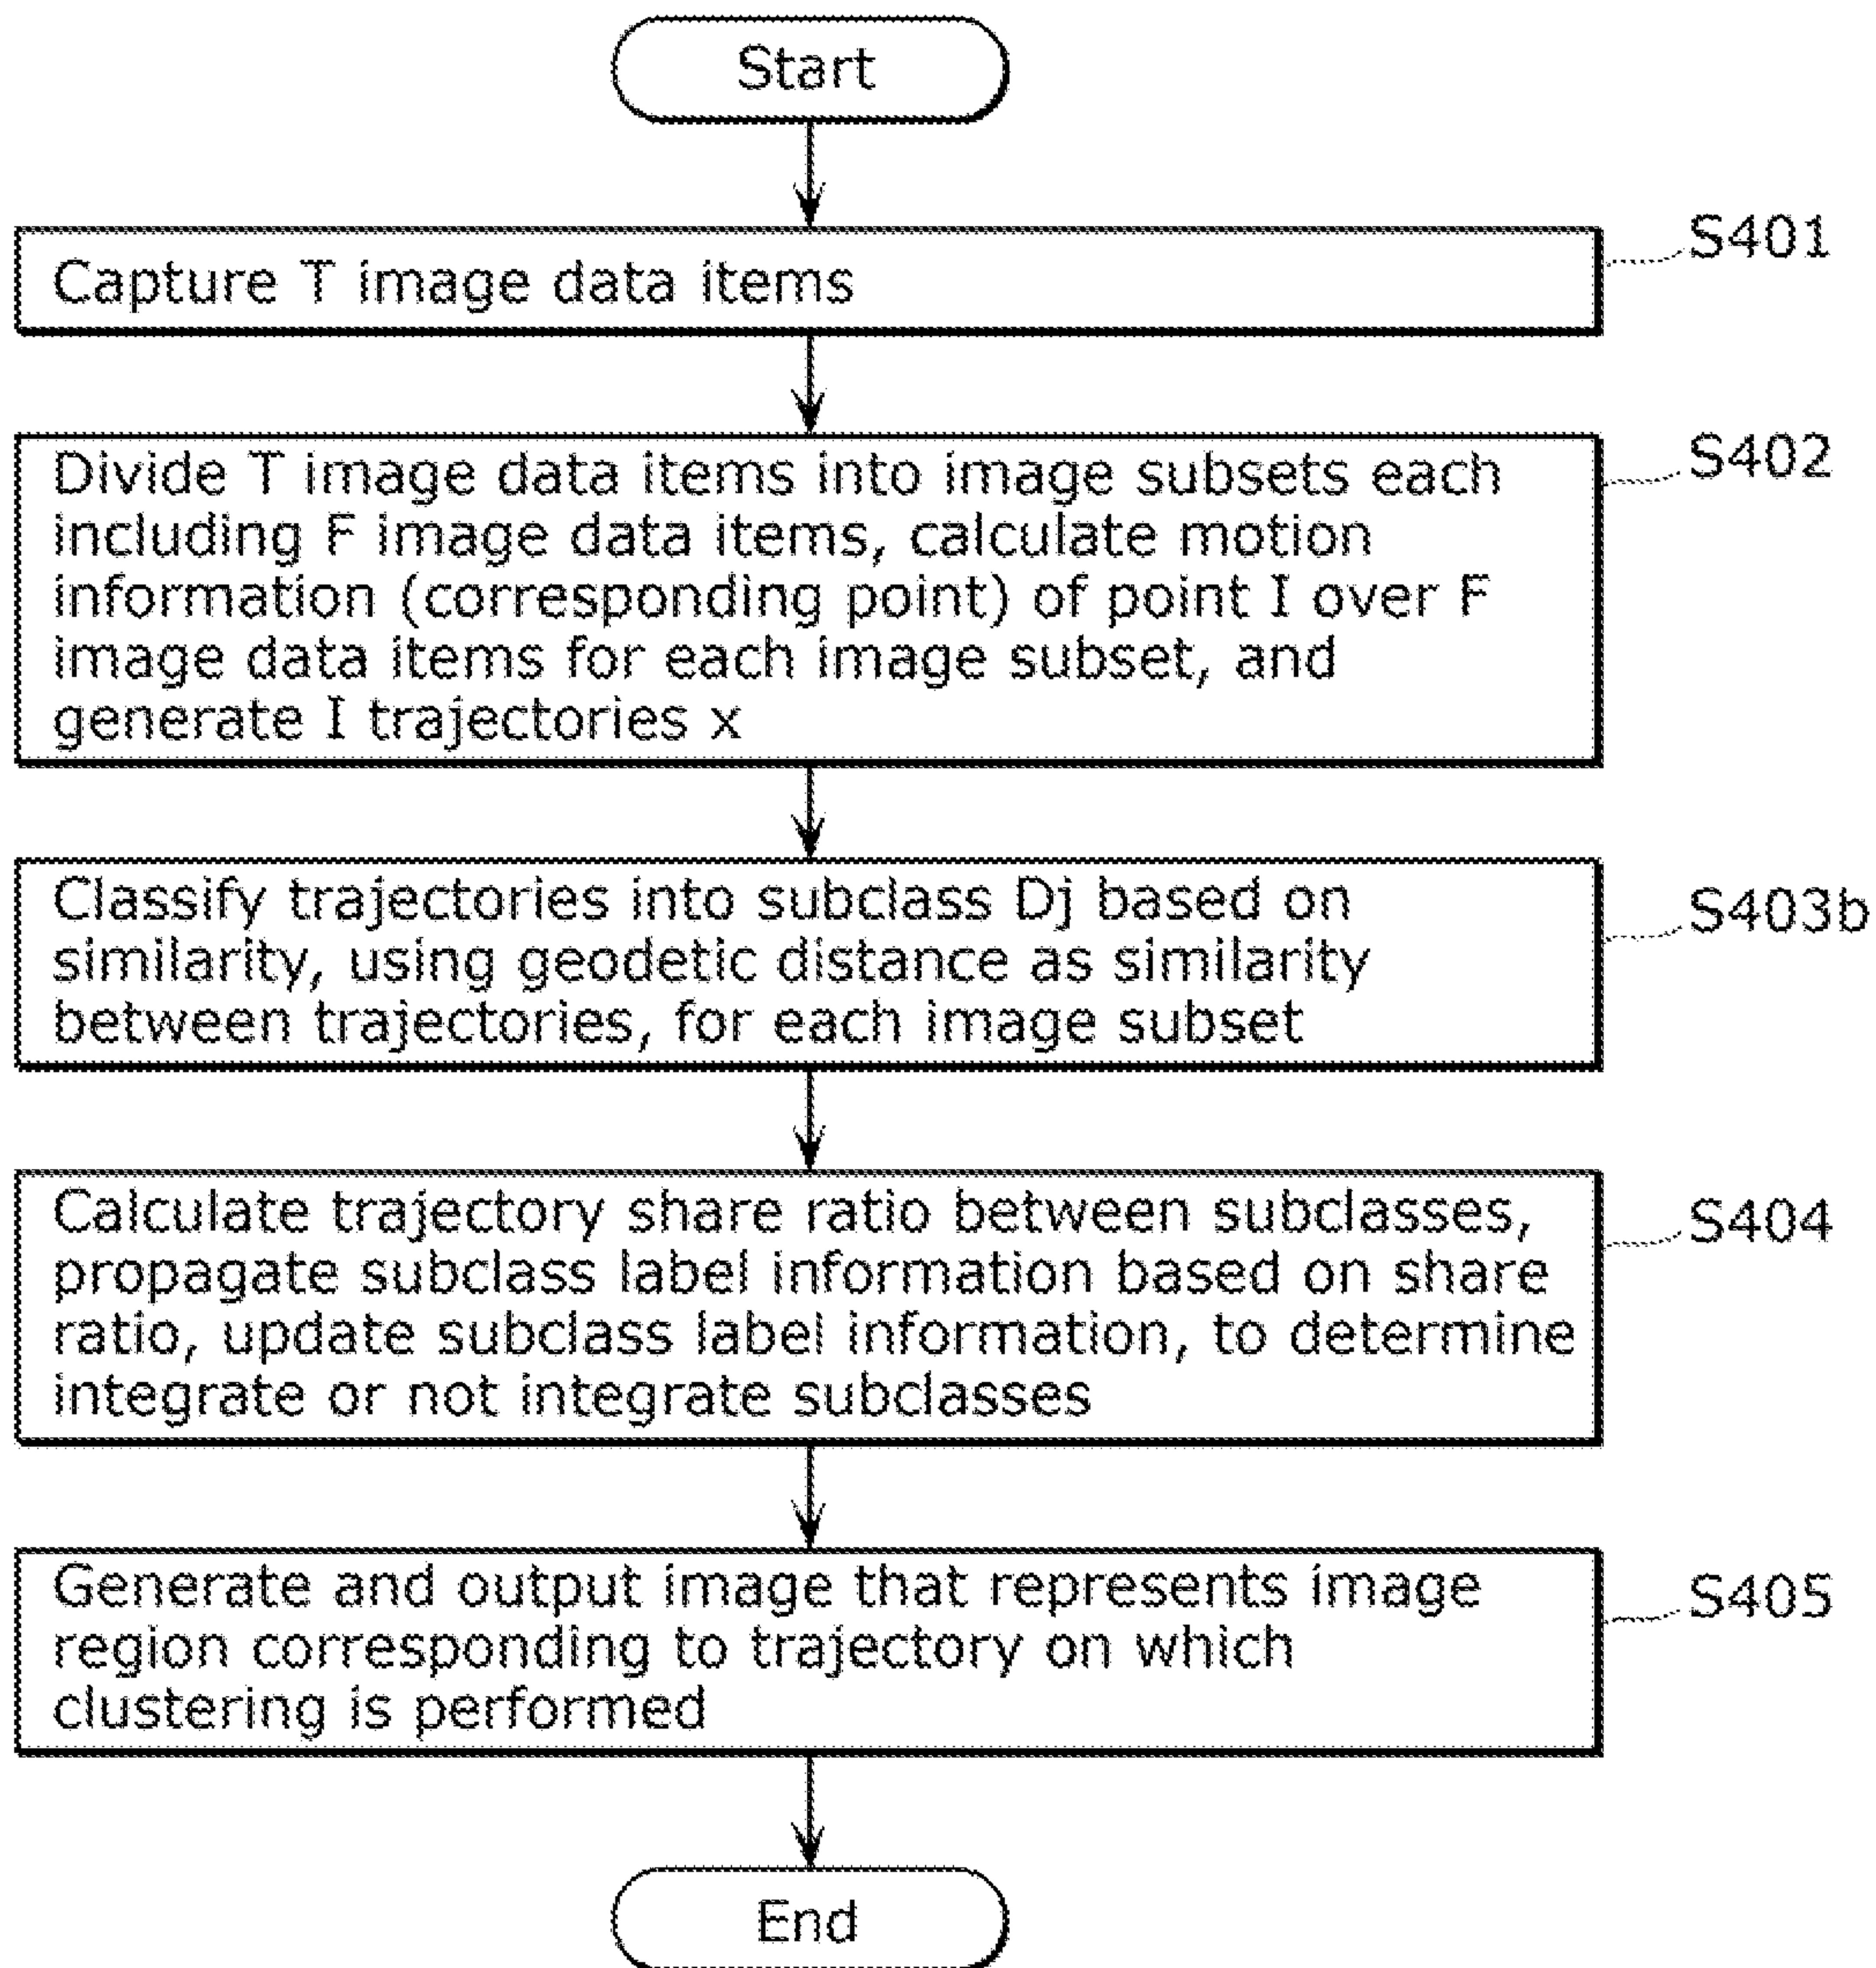 Start
S401
Capture T image data items
S402
Divide T image data items into image subsets each
including F image data items, calculate motion
information (corresponding point) of point I over F
image data items for each image subset, and
generate I trajectories x
S403b
Classify trajectories into subclass Dj based on
similarity, using geodetic distance as similarity
between trajectories, for each image subset
S404
Calculate trajectory share ratio between subclasses,
propagate subclass label information based on share
ratio, update subclass label information, to determine
integrate or not integrate subclasses
S405
Generate and output image that represents image
region corresponding to trajectory on which
clustering is performed
End